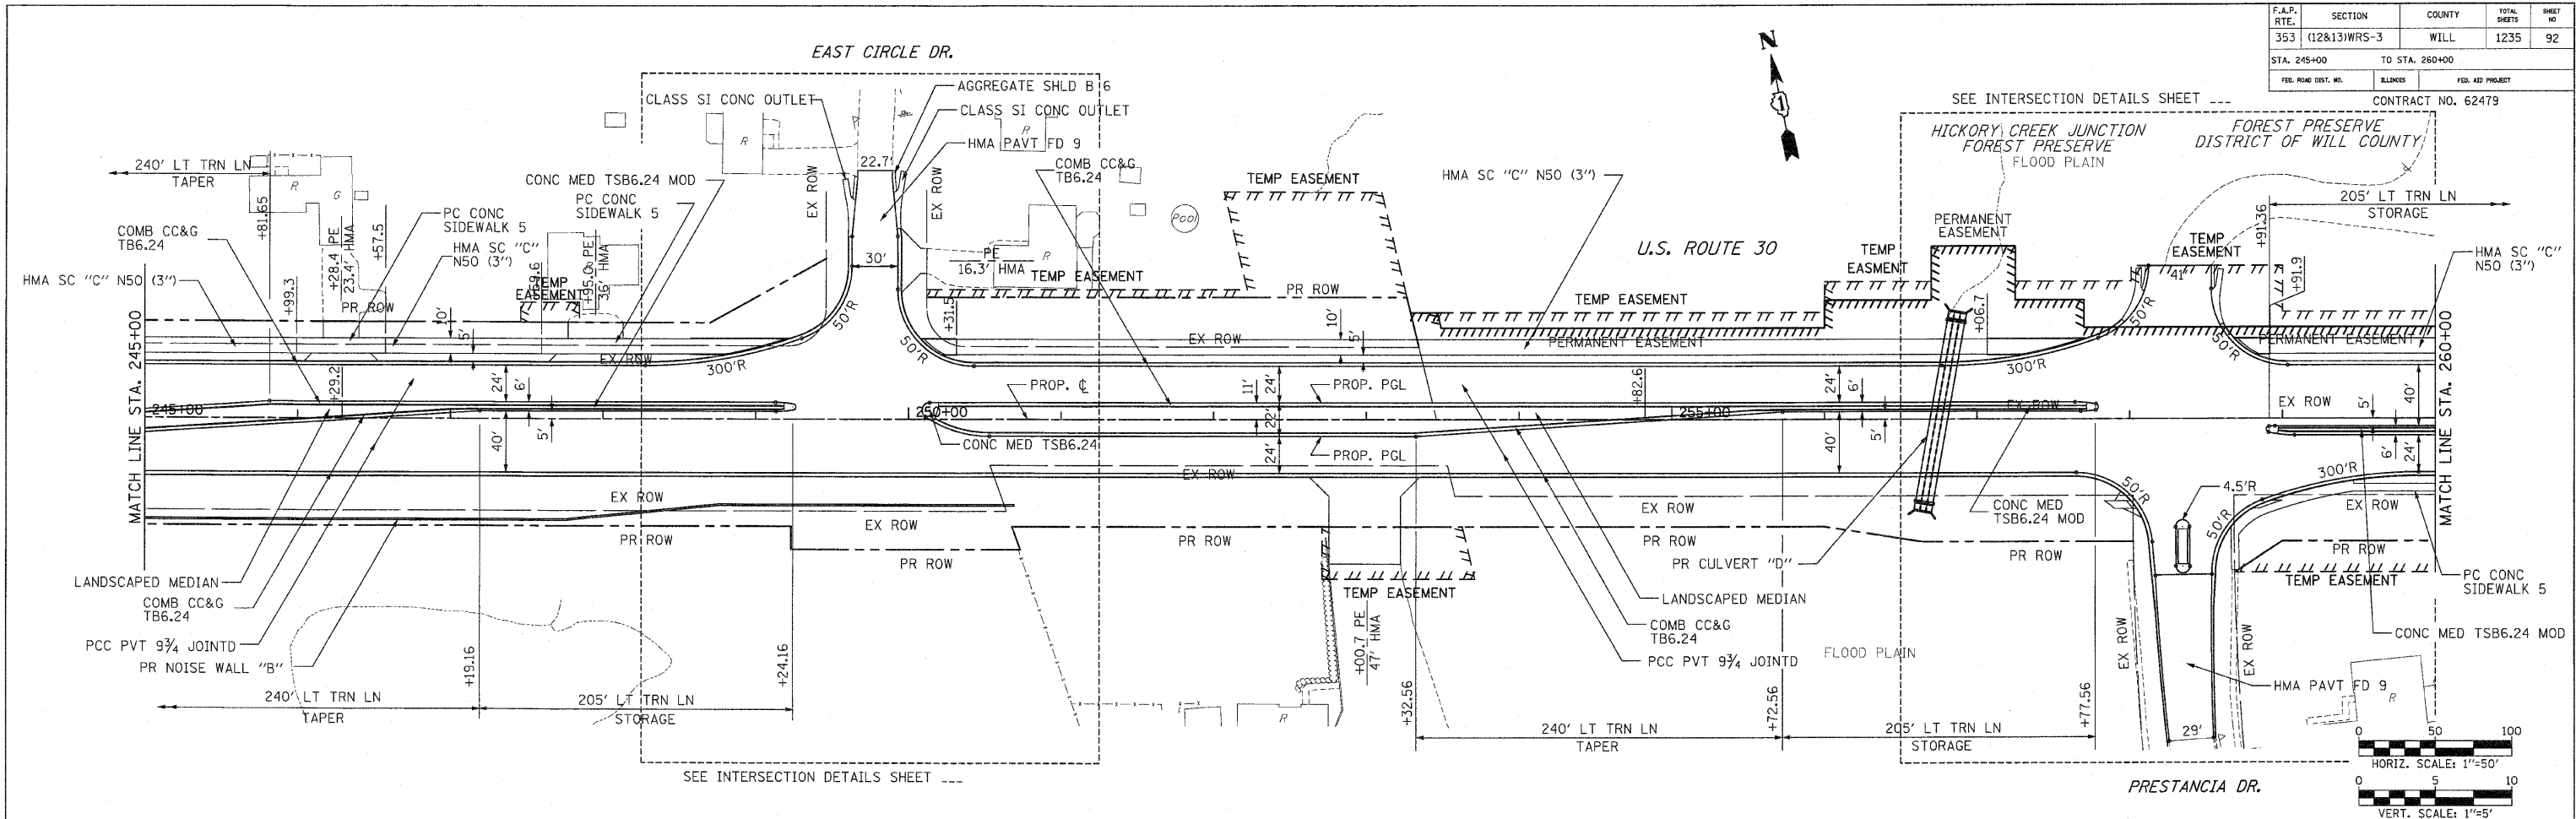 F.A.P. RTE.
SECTION
COUNTY
TOTAL SHEETS
SHEET NO
353
(12&13)WRS-3
WILL
1235
92
STA. 245+00 TO STA. 260+00
FED. ROAD DIST. NO.
ILLINOIS
FED. AID PROJECT
CONTRACT NO. 62479
EAST CIRCLE DR.
N
1
SEE INTERSECTION DETAILS SHEET ___
HICKORY CREEK JUNCTION
FOREST PRESERVE
FLOOD PLAIN
FOREST PRESERVE
DISTRICT OF WILL COUNTY
CLASS SI CONC OUTLET
AGGREGATE SHLD B 6
CLASS SI CONC OUTLET
HMA PAVT FD 9
COMB CC&G
TB6.24
22.7'
R
R
240' LT TRN LN
TAPER
+81.65
R
G
+99.3
+28.4 PE
23.4' HMA
+57.5
PC CONC
SIDEWALK 5
HMA SC "C"
N50 (3")
CONC MED TSB6.24 MOD
PC CONC
SIDEWALK 5
COMB CC&G
TB6.24
HMA SC "C" N50 (3")
TEMP
EASEMENT
+95.0 PE
36' HMA
EX ROW
EX ROW
30'
PE
16.3' HMA
R
TEMP EASEMENT
Pool
TEMP EASEMENT
HMA SC "C" N50 (3")
U.S. ROUTE 30
PERMANENT
EASEMENT
TEMP
EASMENT
TEMP
EASEMENT
41'
205' LT TRN LN
STORAGE
+91.36
+91.9
HMA SC "C"
N50 (3")
PR ROW
10'
5'
EX ROW
300'R
50'R
50'R
+31.5
PR ROW
EX ROW
10'
5'
TEMP EASEMENT
PERMANENT EASEMENT
+06.7
50'R
50'R
300'R
PERMANENT EASEMENT
MATCH LINE STA. 245+00
245+00
+29.2
24'
6'
40'
5'
250+00
PROP. ℄
11'
24'
22'
24'
PROP. PGL
PROP. PGL
CONC MED TSB6.24
+82.6
255+00
24'
6'
40'
5'
EX ROW
EX ROW
5'
40'
6'
24'
MATCH LINE STA. 260+00
EX ROW
EX ROW
EX ROW
PR ROW
PR ROW
PR ROW
EX ROW
EX ROW
PR ROW
PR ROW
CONC MED
TSB6.24 MOD
50'R
4.5'R
50'R
300'R
EX ROW
PR ROW
TEMP EASEMENT
PC CONC
SIDEWALK 5
CONC MED TSB6.24 MOD
LANDSCAPED MEDIAN
COMB CC&G
TB6.24
PCC PVT 9¾ JOINTD
PR NOISE WALL "B"
+19.16
+24.16
240' LT TRN LN
TAPER
205' LT TRN LN
STORAGE
TEMP EASEMENT
+00.7 PE
47' HMA
R
PR CULVERT "D"
LANDSCAPED MEDIAN
COMB CC&G
TB6.24
PCC PVT 9¾ JOINTD
FLOOD PLAIN
+32.56
+72.56
+77.56
240' LT TRN LN
TAPER
205' LT TRN LN
STORAGE
EX ROW
EX ROW
HMA PAVT FD 9
R
29'
SEE INTERSECTION DETAILS SHEET ___
PRESTANCIA DR.
0 50 100
HORIZ. SCALE: 1"=50'
0 5 10
VERT. SCALE: 1"=5'